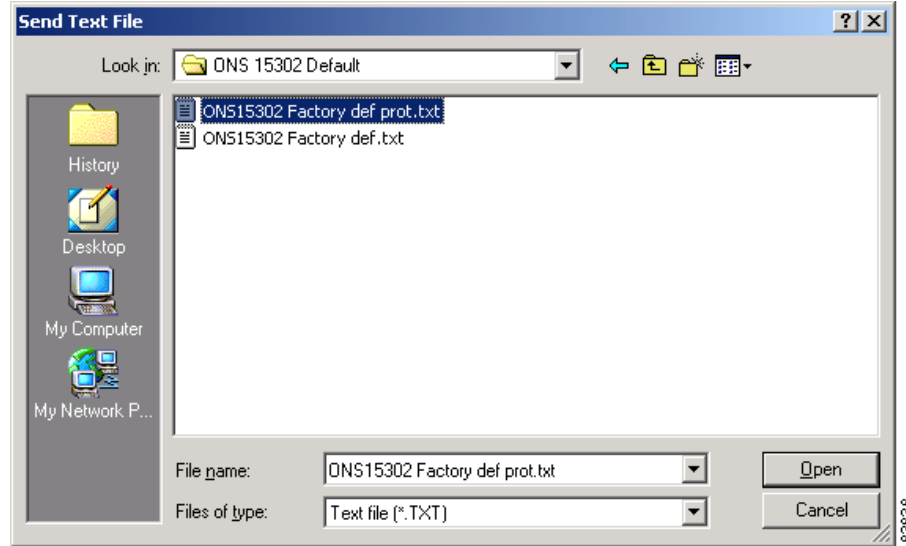 Send Text File
Look in: ONS 15302 Default
ONS15302 Factory def prot.txt
ONS15302 Factory def.txt
History
Desktop
My Computer
My Network P...
File name: ONS15302 Factory def prot.txt Open
Files of type: Text file (*.TXT) Cancel